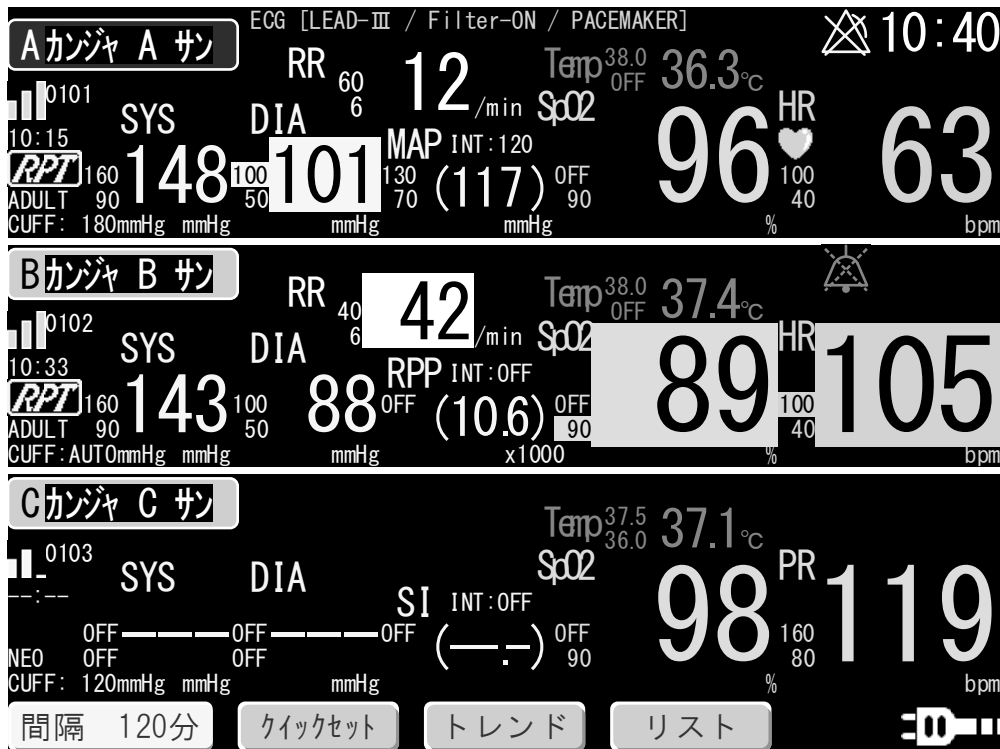 ECG [LEAD-Ⅲ / Filter-ON / PACEMAKER]
A カンジャ A サン
10:40
RR 60 6 12 /min
Temp 38.0 OFF 36.3℃
0101
10:15
RPT
ADULT
SYS 160 90 148 mmHg
DIA 100 50 101 mmHg
MAP INT:120
130 70 (117) mmHg
SpO2 OFF 90 96 %
HR 100 40 63 bpm
CUFF: 180mmHg
B カンジャ B サン
RR 40 6 42 /min
Temp 38.0 OFF 37.4℃
0102
10:33
RPT
ADULT
SYS 160 90 143 mmHg
DIA 100 50 88 mmHg
RPP INT:OFF
OFF (10.6) x1000
SpO2 OFF 90 89 %
HR 100 40 105 bpm
CUFF:AUTOmmHg
C カンジャ C サン
Temp 37.5 36.0 37.1℃
0103
--:--
NEO
SYS OFF OFF --- mmHg
DIA OFF OFF --- mmHg
SI INT:OFF
OFF (--.-)
SpO2 OFF 90 98 %
PR 160 80 119 bpm
CUFF: 120mmHg
間隔 120分
クイックセット
トレンド
リスト